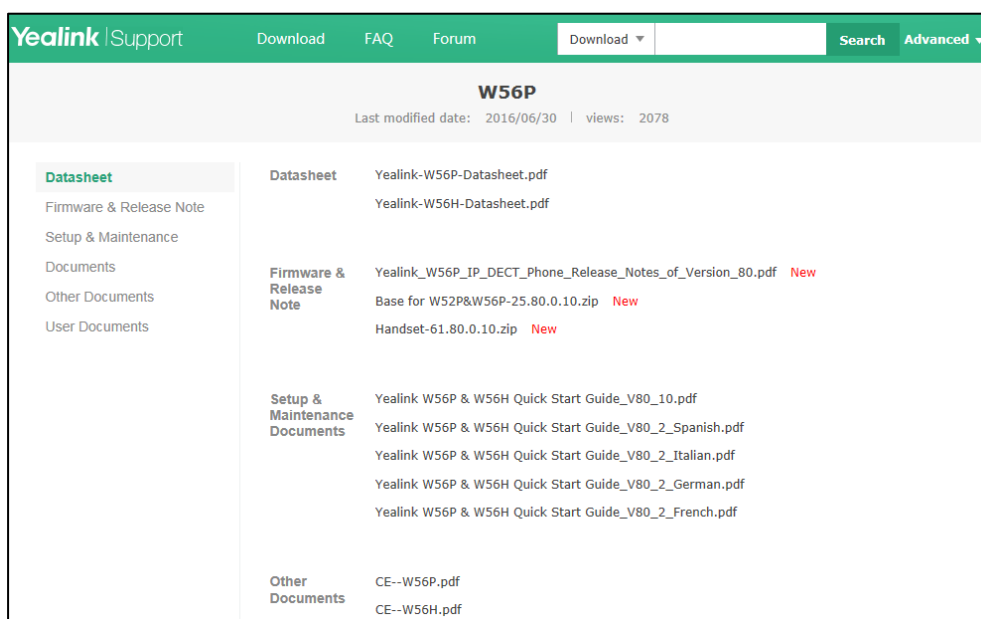 Yealink | Support Download FAQ Forum Download Search Advanced
W56P
Last modified date: 2016/06/30 | views: 2078
Datasheet
Firmware & Release Note
Setup & Maintenance
Documents
Other Documents
User Documents
Datasheet
Yealink-W56P-Datasheet.pdf
Yealink-W56H-Datasheet.pdf
Firmware &
Release
Note
Yealink_W56P_IP_DECT_Phone_Release_Notes_of_Version_80.pdf New
Base for W52P&W56P-25.80.0.10.zip New
Handset-61.80.0.10.zip New
Setup &
Maintenance
Documents
Yealink W56P & W56H Quick Start Guide_V80_10.pdf
Yealink W56P & W56H Quick Start Guide_V80_2_Spanish.pdf
Yealink W56P & W56H Quick Start Guide_V80_2_Italian.pdf
Yealink W56P & W56H Quick Start Guide_V80_2_German.pdf
Yealink W56P & W56H Quick Start Guide_V80_2_French.pdf
Other
Documents
CE--W56P.pdf
CE--W56H.pdf